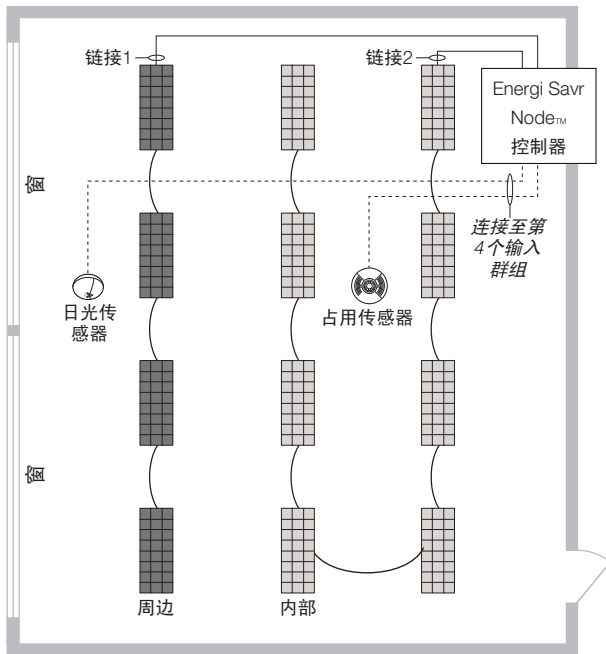 链接1
链接2
Energi Savr
Node™
控制器
窗
连接至第
4个输入
群组
日光传
感器
占用传感器
窗
周边
内部